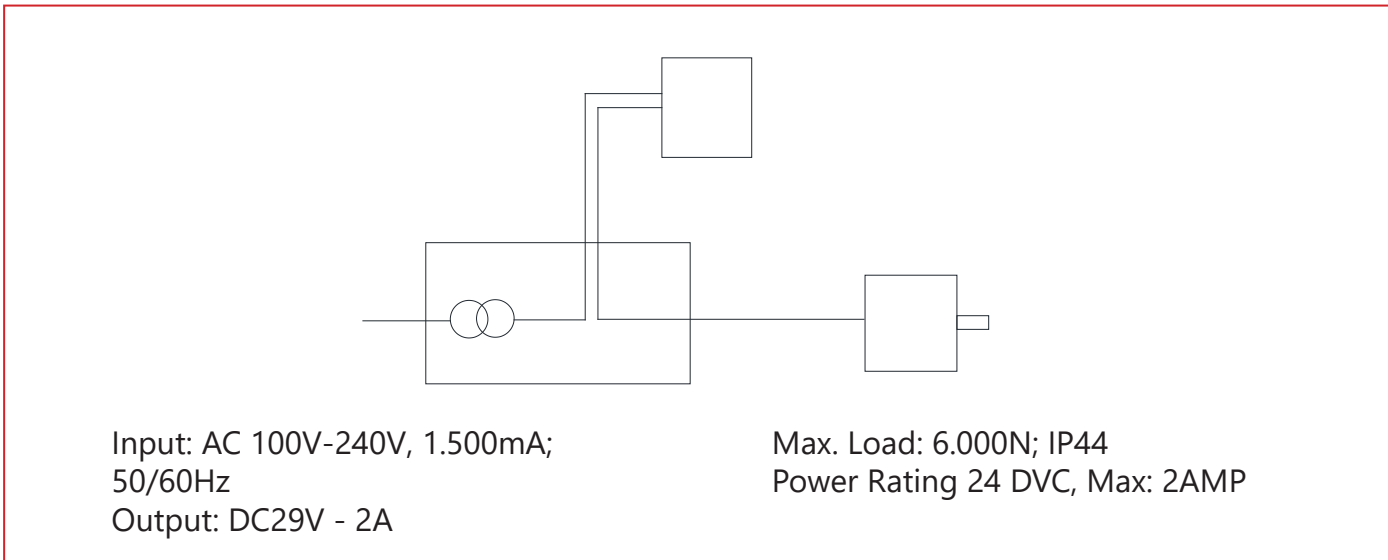 Input: AC 100V-240V, 1.500mA;
50/60Hz
Output: DC29V - 2A
Max. Load: 6.000N; IP44
Power Rating 24 DVC, Max: 2AMP